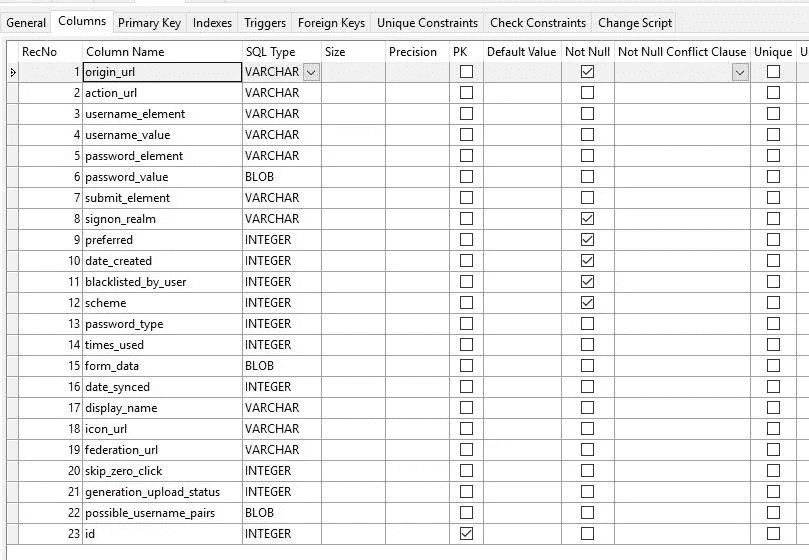 General Columns Primary Key Indexes Triggers Foreign Keys Unique Constraints Check Constraints Change Script
RecNo Column Name SQL Type Size Precision PK Default Value Not Null Not Null Conflict Clause Unique U
1 origin_url VARCHAR
2 action_url VARCHAR
3 username_element VARCHAR
4 username_value VARCHAR
5 password_element VARCHAR
6 password_value BLOB
7 submit_element VARCHAR
8 signon_realm VARCHAR
9 preferred INTEGER
10 date_created INTEGER
11 blacklisted_by_user INTEGER
12 scheme INTEGER
13 password_type INTEGER
14 times_used INTEGER
15 form_data BLOB
16 date_synced INTEGER
17 display_name VARCHAR
18 icon_url VARCHAR
19 federation_url VARCHAR
20 skip_zero_click INTEGER
21 generation_upload_status INTEGER
22 possible_username_pairs BLOB
23 id INTEGER